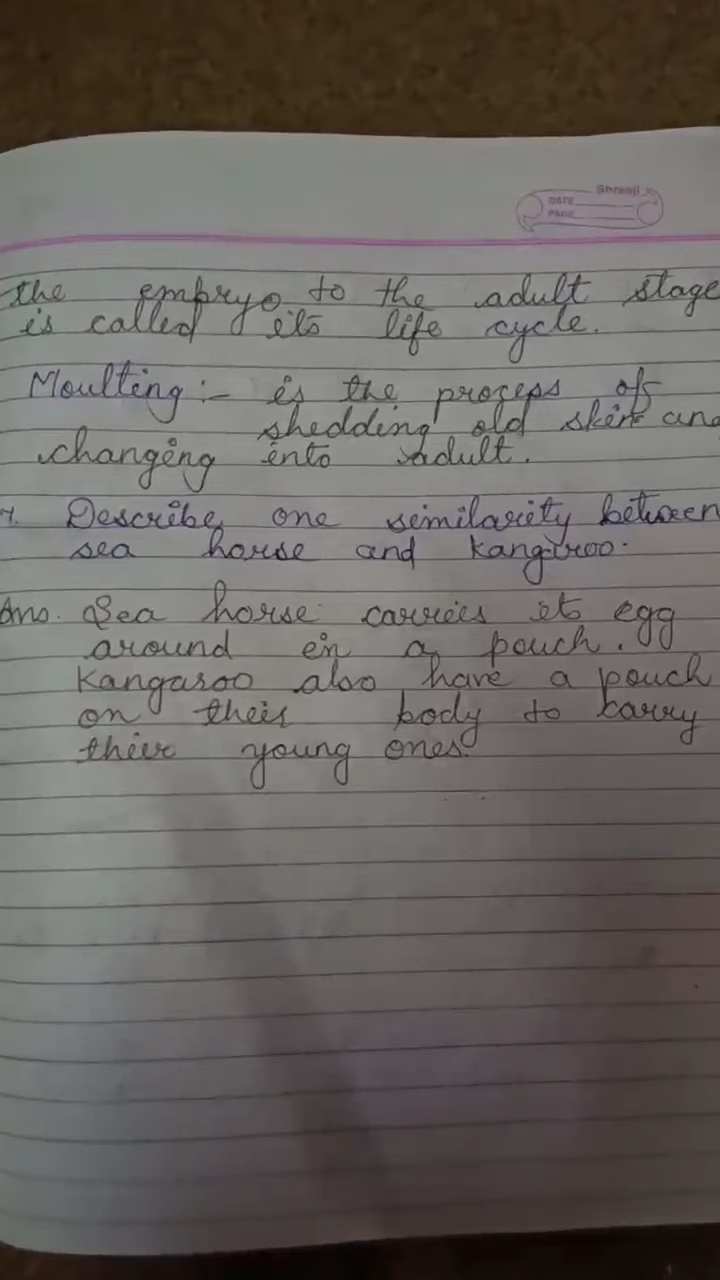 Shreeji
DATE
PAGE
the embryo to the adult stage
is called its life cycle.
Moulting :- is the process of
shedding old skin and
changing into adult.
7. Describe one similarity between
sea horse and kangaroo.
Ans. Sea horse carries it egg
around in a pouch.
Kangaroo also have a pouch
on their body to carry
their young ones.